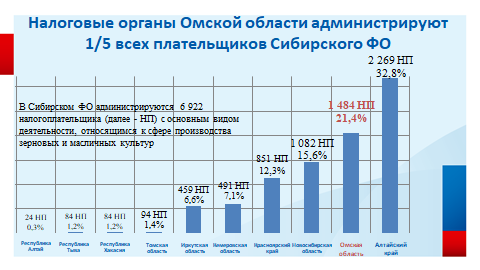 Налоговые органы Омской области администрируют
1/5 всех плательщиков Сибирского ФО
В Сибирском ФО администрируются 6 922
налогоплательщика (далее - НП) с основным видом
деятельности, относящимся к сфере производства
зерновых и масличных культур
24 НП
0,3%
84 НП
1,2%
84 НП
1,2%
94 НП
1,4%
459 НП
6,6%
491 НП
7,1%
851 НП
12,3%
1 082 НП
15,6%
1 484 НП
21,4%
2 269 НП
32,8%
Республика
Алтай
Республика
Тыва
Республика
Хакасия
Томская
область
Иркутская
область
Кемеровская
область
Красноярский
край
Новосибирская
область
Омская
область
Алтайский
край